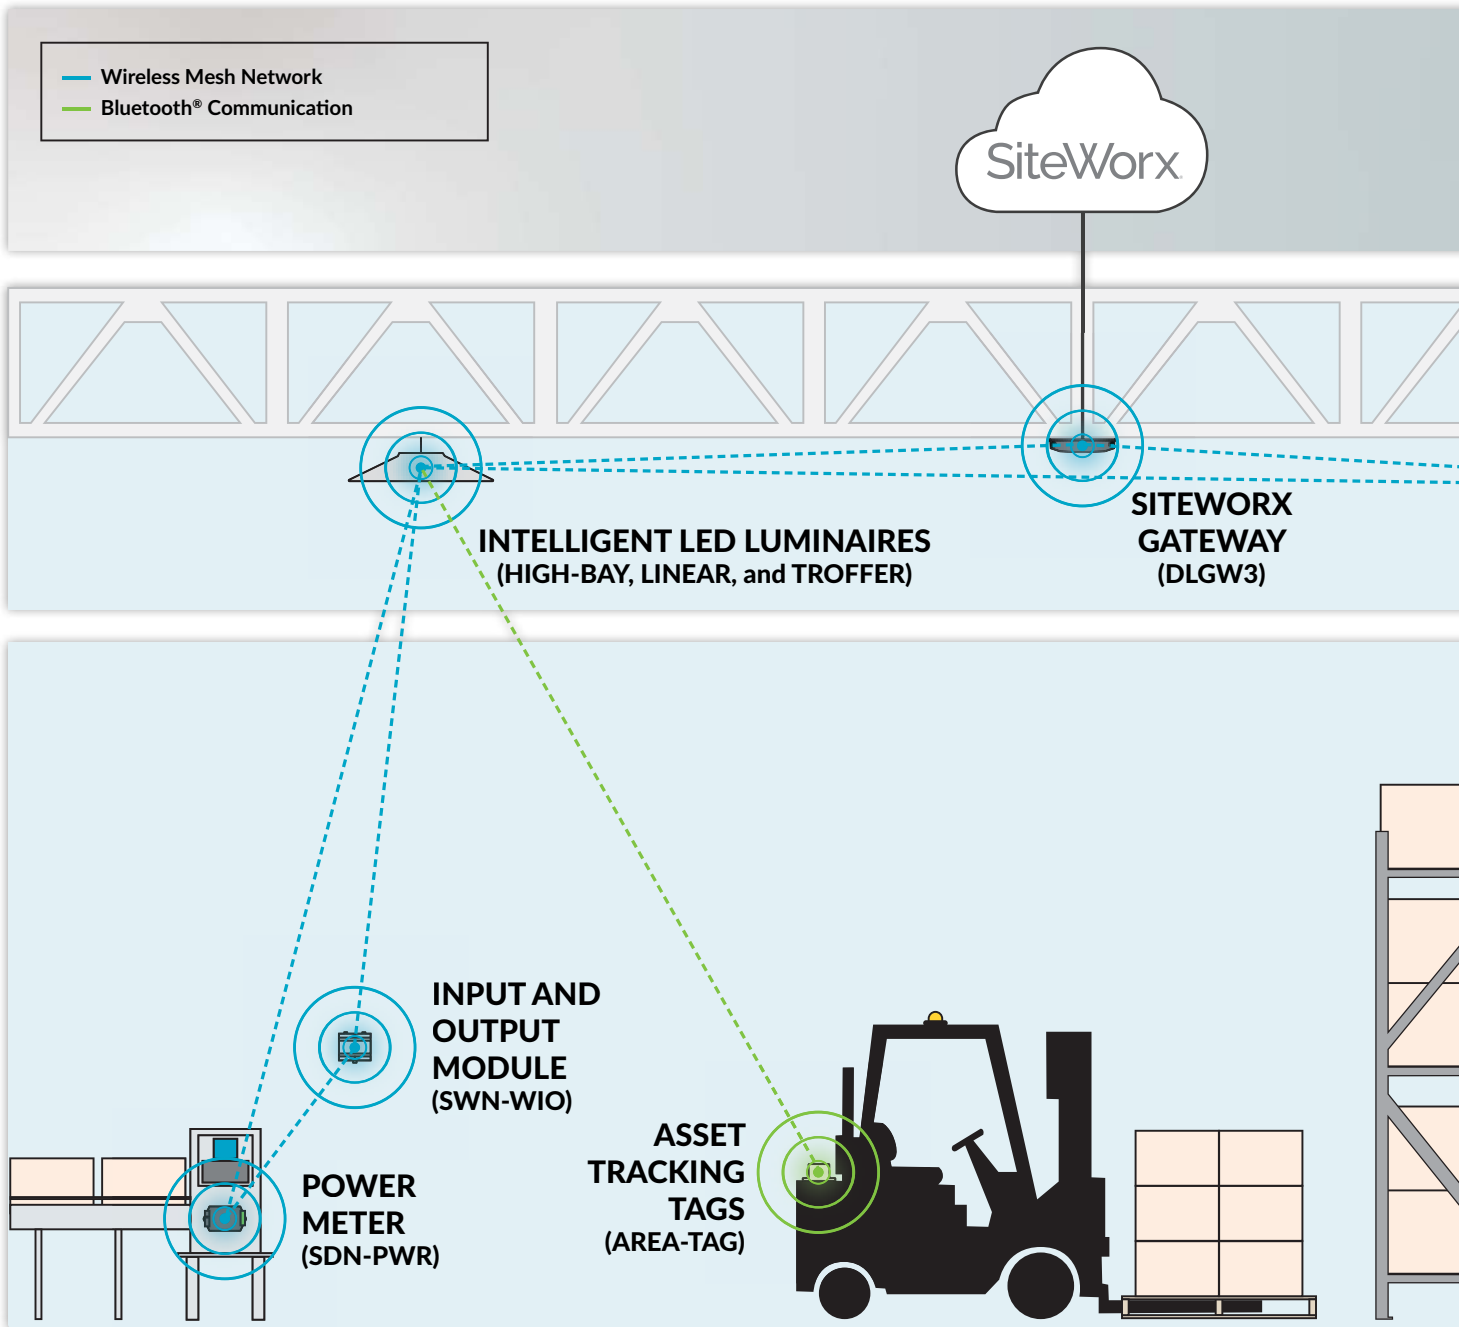 Wireless Mesh Network
Bluetooth® Communication
SiteWorx
INTELLIGENT LED LUMINAIRES
(HIGH-BAY, LINEAR, and TROFFER)
SITEWORX
GATEWAY
(DLGW3)
INPUT AND
OUTPUT
MODULE
(SWN-WIO)
POWER
METER
(SDN-PWR)
ASSET
TRACKING
TAGS
(AREA-TAG)